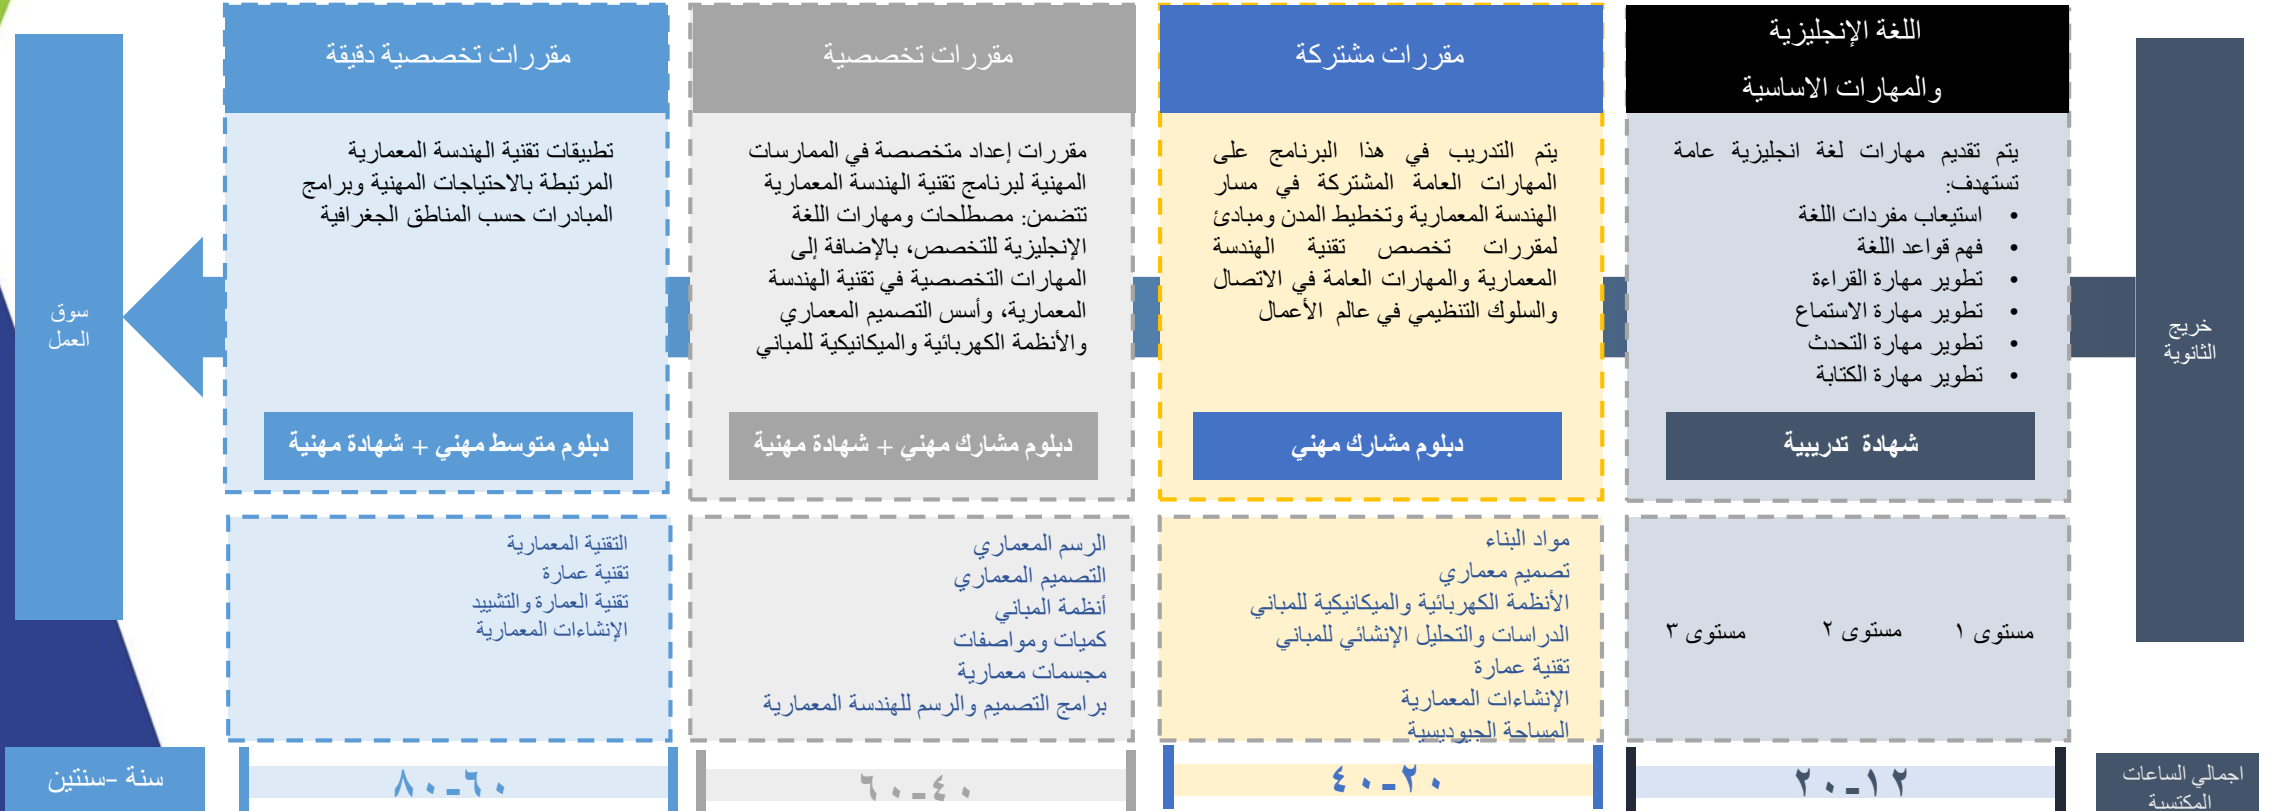 خريج
الثانوية
اللغة الإنجليزية
والمهارات الاساسية
يتم تقديم مهارات لغة انجليزية عامة
تستهدف:
• استيعاب مفردات اللغة
• فهم قواعد اللغة
• تطوير مهارة القراءة
• تطوير مهارة الاستماع
• تطوير مهارة التحدث
• تطوير مهارة الكتابة
شهادة تدريبية
مستوى ١ مستوى ٢ مستوى ٣
مقررات مشتركة
يتم التدريب في هذا البرنامج على
المهارات العامة المشتركة في مسار
الهندسة المعمارية وتخطيط المدن ومبادئ
لمقررات تخصص تقنية الهندسة
المعمارية والمهارات العامة في الاتصال
والسلوك التنظيمي في عالم الأعمال
دبلوم مشارك مهني
مواد البناء
تصميم معماري
الأنظمة الكهربائية والميكانيكية للمباني
الدراسات والتحليل الإنشائي للمباني
تقنية عمارة
الإنشاءات المعمارية
المساحة الجيوديسية
مقررات تخصصية
مقررات إعداد متخصصة في الممارسات
المهنية لبرنامج تقنية الهندسة المعمارية
تتضمن: مصطلحات ومهارات اللغة
الإنجليزية للتخصص، بالإضافة إلى
المهارات التخصصية في تقنية الهندسة
المعمارية، وأسس التصميم المعماري
والأنظمة الكهربائية والميكانيكية للمباني
دبلوم مشارك مهني + شهادة مهنية
الرسم المعماري
التصميم المعماري
أنظمة المباني
كميات ومواصفات
مجسمات معمارية
برامج التصميم والرسم للهندسة المعمارية
مقررات تخصصية دقيقة
تطبيقات تقنية الهندسة المعمارية
المرتبطة بالاحتياجات المهنية وبرامج
المبادرات حسب المناطق الجغرافية
دبلوم متوسط مهني + شهادة مهنية
التقنية المعمارية
تقنية عمارة
تقنية العمارة والتشييد
الإنشاءات المعمارية
سوق
العمل
اجمالي الساعات
المكتسبة
١٢-٢٠
٢٠-٤٠
٤٠-٦٠
٦٠-٨٠
سنة -سنتين